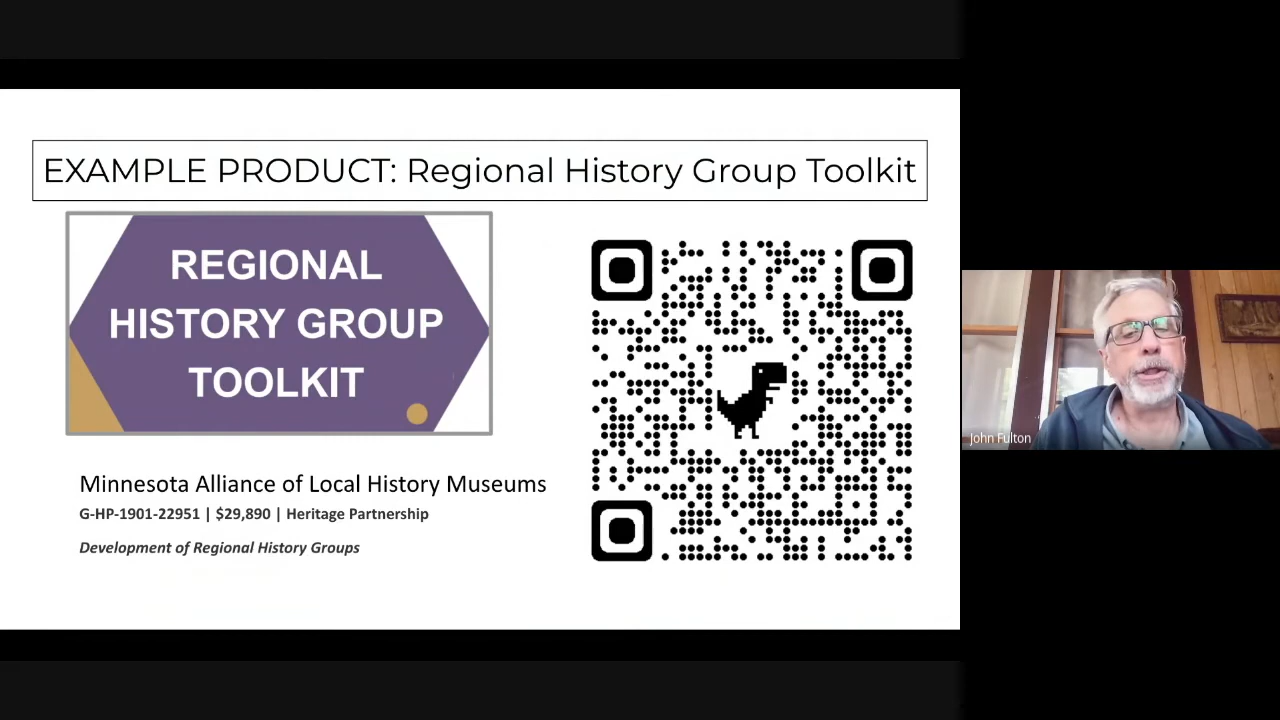 EXAMPLE PRODUCT: Regional History Group Toolkit
REGIONAL
HISTORY GROUP
TOOLKIT
Minnesota Alliance of Local History Museums
G-HP-1901-22951 | $29,890 | Heritage Partnership
Development of Regional History Groups
John Fulton